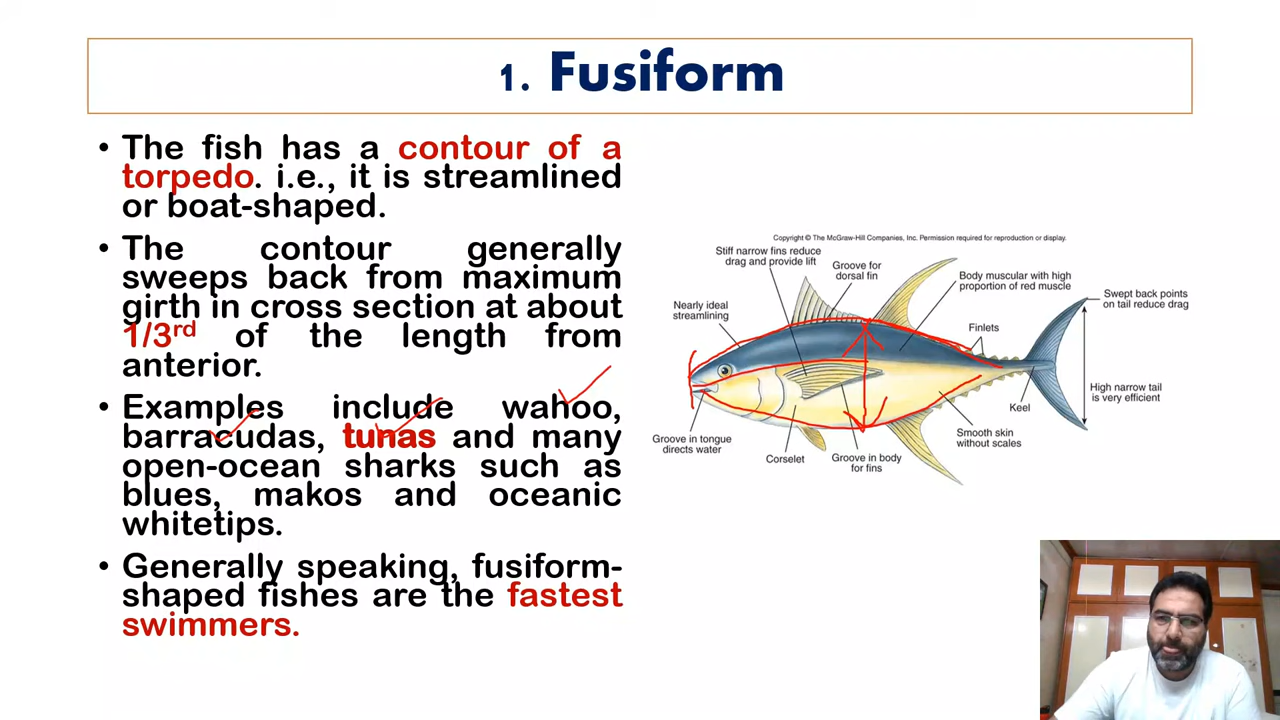 1. Fusiform
• The fish has a contour of a
torpedo. i.e., it is streamlined
or boat-shaped.
• The contour generally
sweeps back from maximum
girth in cross section at about
1/3rd of the length from
anterior.
• Examples include wahoo,
barracudas, tunas and many
open-ocean sharks such as
blues, makos and oceanic
whitetips.
• Generally speaking, fusiform-
shaped fishes are the fastest
swimmers.
Copyright © The McGraw-Hill Companies, Inc. Permission required for reproduction or display.
Stiff narrow fins reduce
drag and provide lift
Groove for
dorsal fin
Body muscular with high
proportion of red muscle
Swept back points
on tail reduce drag
Nearly ideal
streamlining
Finlets
High narrow tail
is very efficient
Keel
Smooth skin
without scales
Groove in tongue
directs water
Corselet
Groove in body
for fins